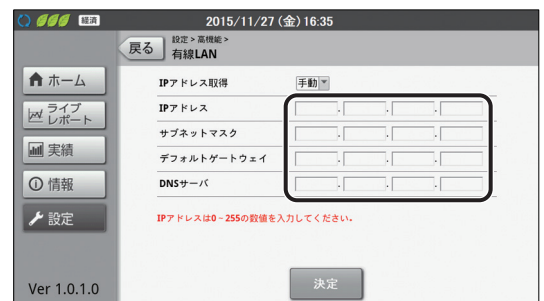 経済
2015/11/27 (金) 16:35
戻る
設定 > 高機能 >
有線LAN
ホーム
ライブ
レポート
実績
情報
設定
Ver 1.0.1.0
IPアドレス取得 手動
IPアドレス . . .
サブネットマスク . . .
デフォルトゲートウェイ . . .
DNSサーバ . . .
IPアドレスは0～255の数値を入力してください。
決定